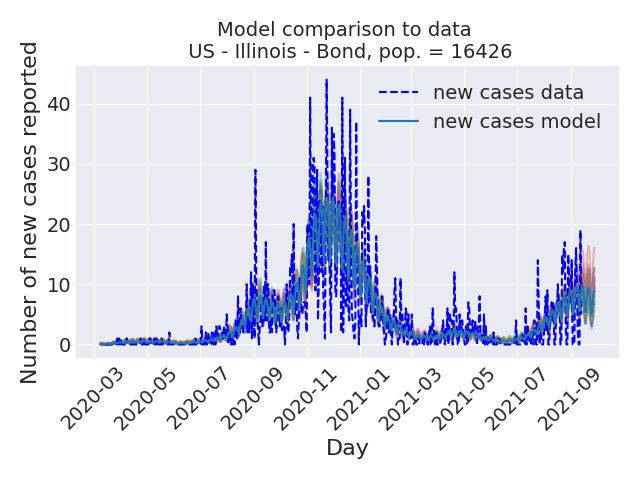 Model comparison to data
US - Illinois - Bond, pop. = 16426
Number of new cases reported
40
30
20
10
0
new cases data
new cases model
2020-03
2020-05
2020-07
2020-09
2020-11
2021-01
2021-03
2021-05
2021-07
2021-09
Day